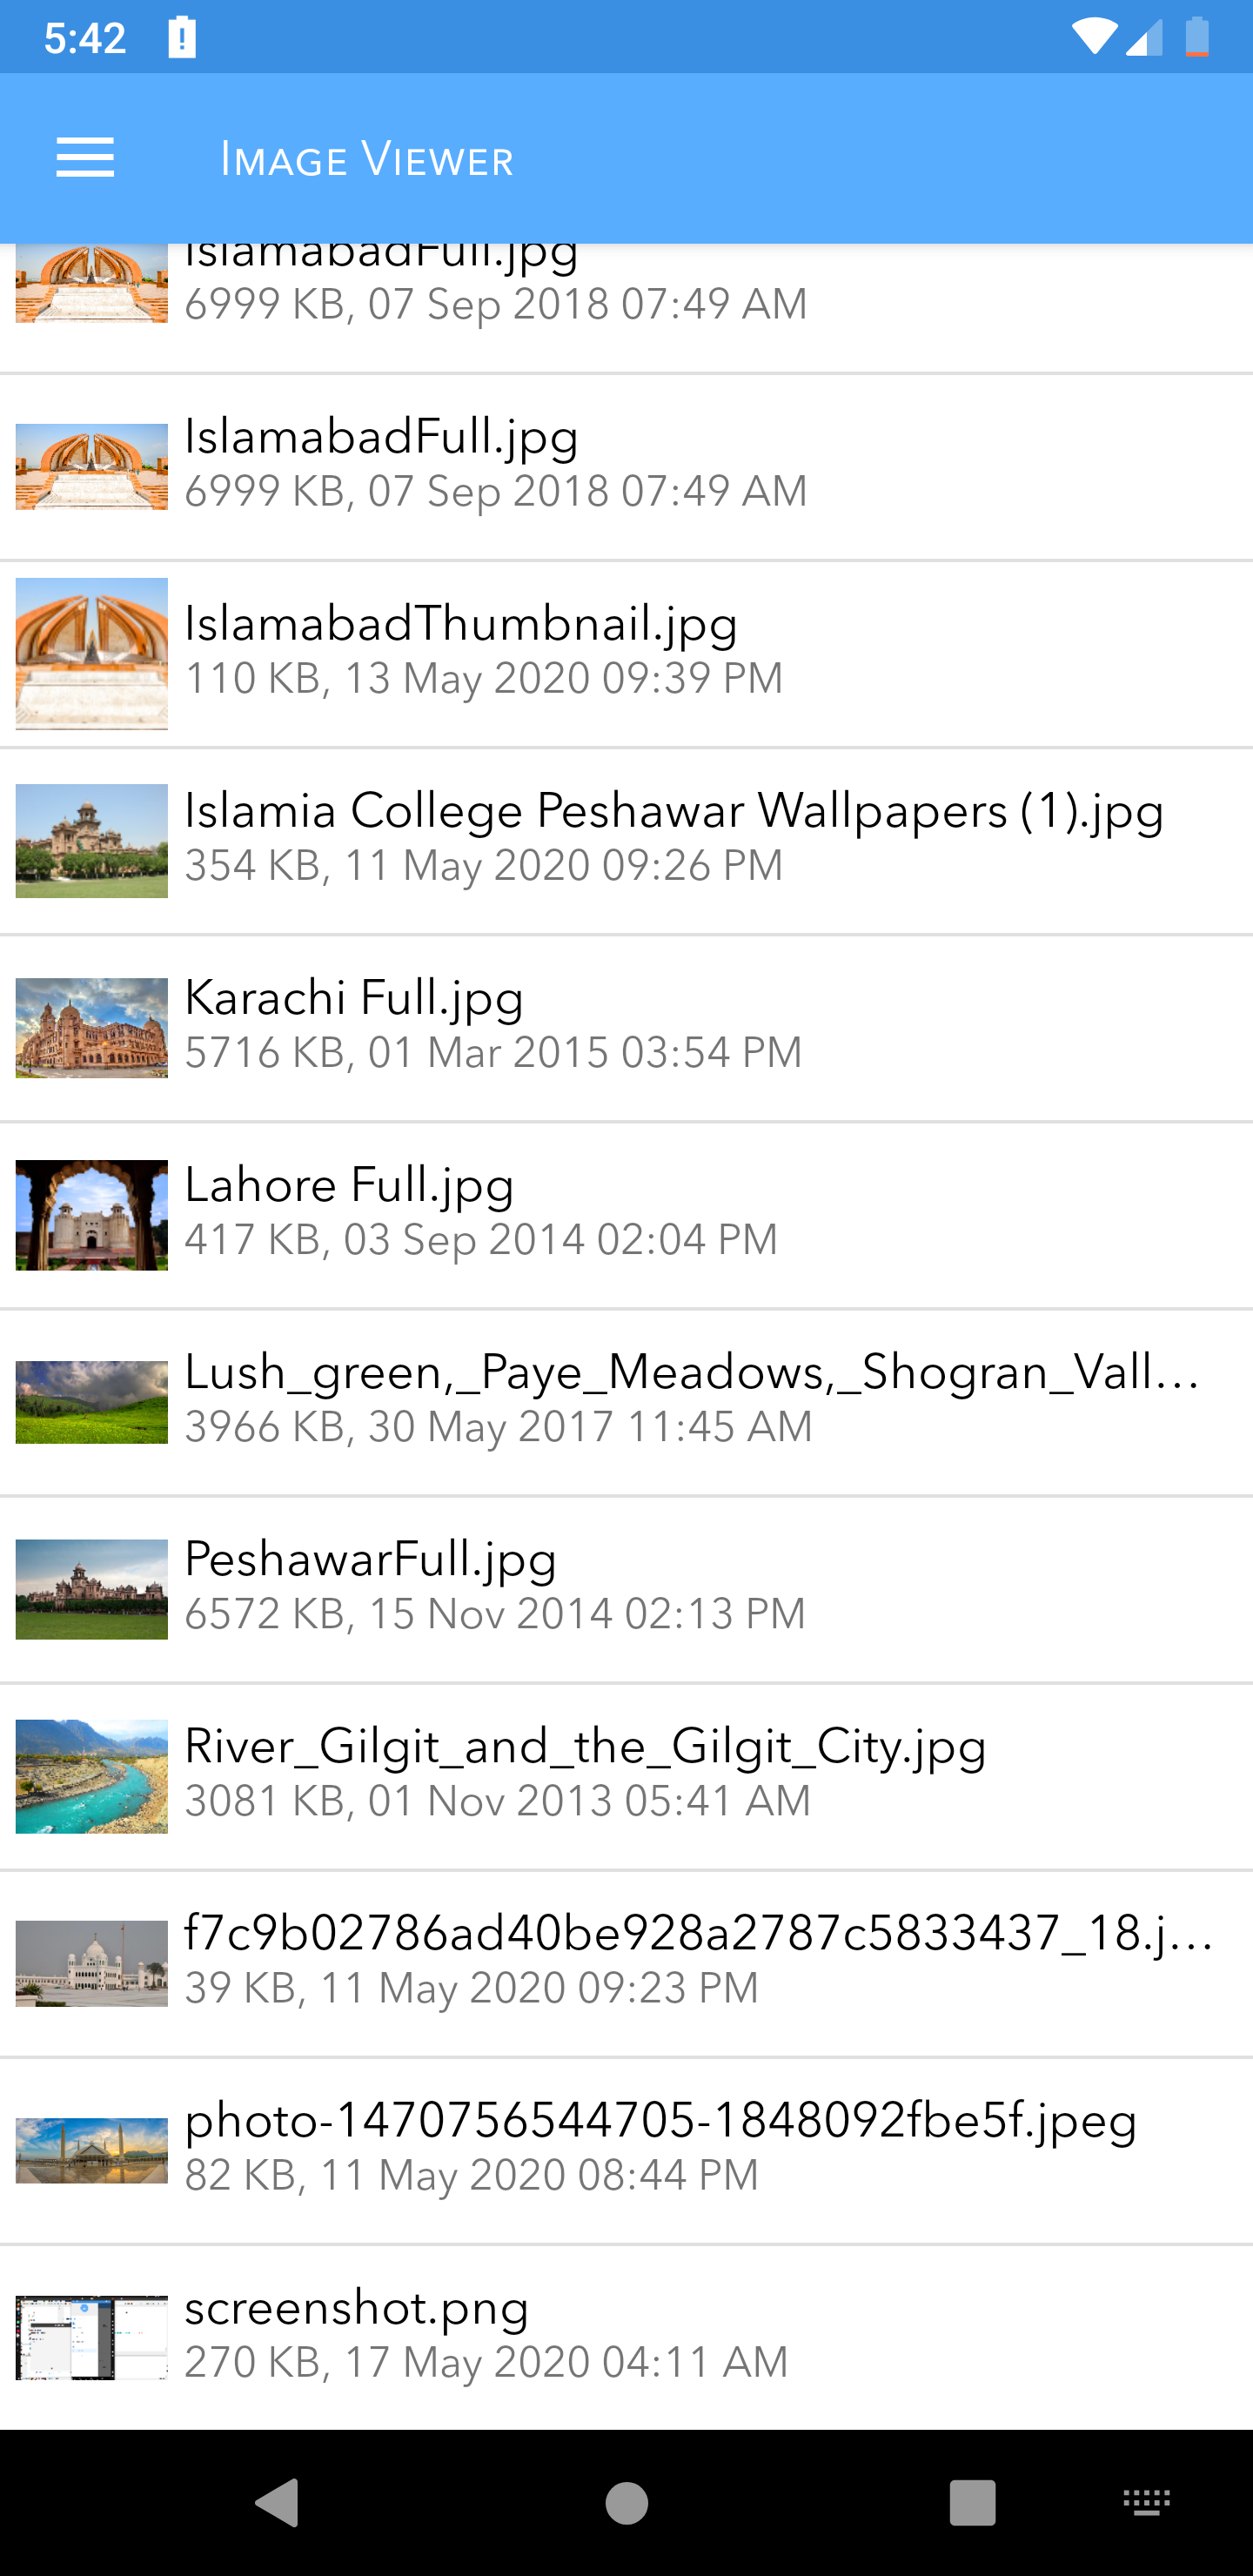 5:42
Image Viewer
IslamabadFull.jpg
6999 KB, 07 Sep 2018 07:49 AM
IslamabadFull.jpg
6999 KB, 07 Sep 2018 07:49 AM
IslamabadThumbnail.jpg
110 KB, 13 May 2020 09:39 PM
Islamia College Peshawar Wallpapers (1).jpg
354 KB, 11 May 2020 09:26 PM
Karachi Full.jpg
5716 KB, 01 Mar 2015 03:54 PM
Lahore Full.jpg
417 KB, 03 Sep 2014 02:04 PM
Lush_green,_Paye_Meadows,_Shogran_Vall...
3966 KB, 30 May 2017 11:45 AM
PeshawarFull.jpg
6572 KB, 15 Nov 2014 02:13 PM
River_Gilgit_and_the_Gilgit_City.jpg
3081 KB, 01 Nov 2013 05:41 AM
f7c9b02786ad40be928a2787c5833437_18.j...
39 KB, 11 May 2020 09:23 PM
photo-1470756544705-1848092fbe5f.jpeg
82 KB, 11 May 2020 08:44 PM
screenshot.png
270 KB, 17 May 2020 04:11 AM